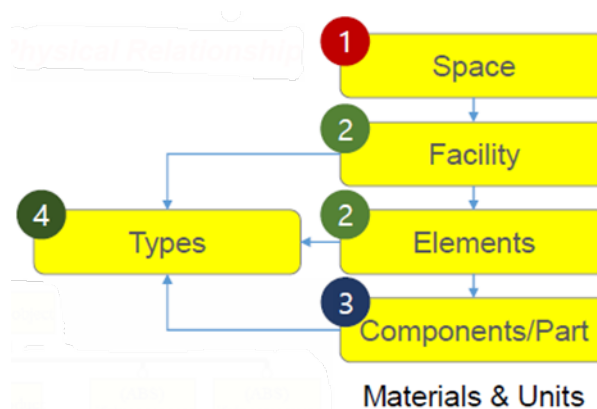 Physical Relationship
1
Space
2
Facility
4
Types
2
Elements
3
Components/Part
Materials & Units